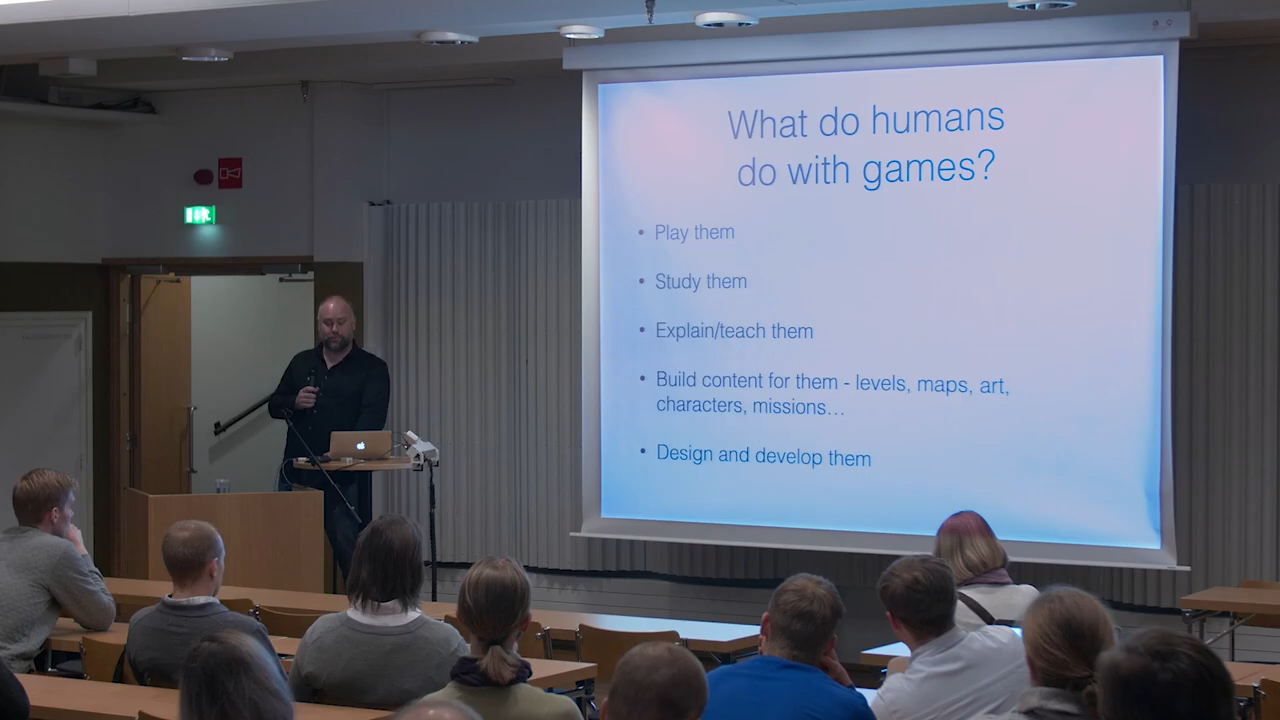 What do humans
do with games?
• Play them
• Study them
• Explain/teach them
• Build content for them - levels, maps, art,
characters, missions…
• Design and develop them